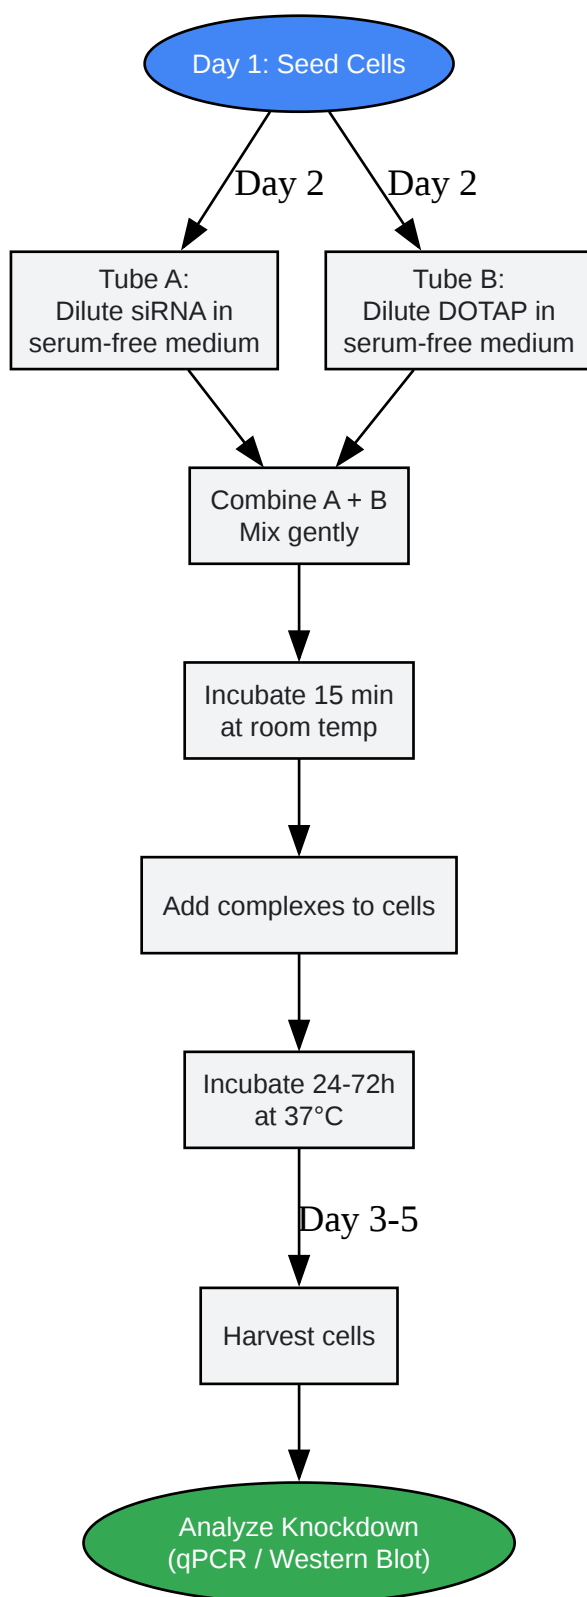 Day 1: Seed Cells
Day 2
Day 2
Tube A:
Dilute siRNA in
serum-free medium
Tube B:
Dilute DOTAP in
serum-free medium
Combine A + B
Mix gently
Incubate 15 min
at room temp
Add complexes to cells
Incubate 24-72h
at 37°C
Day 3-5
Harvest cells
Analyze Knockdown
(qPCR / Western Blot)